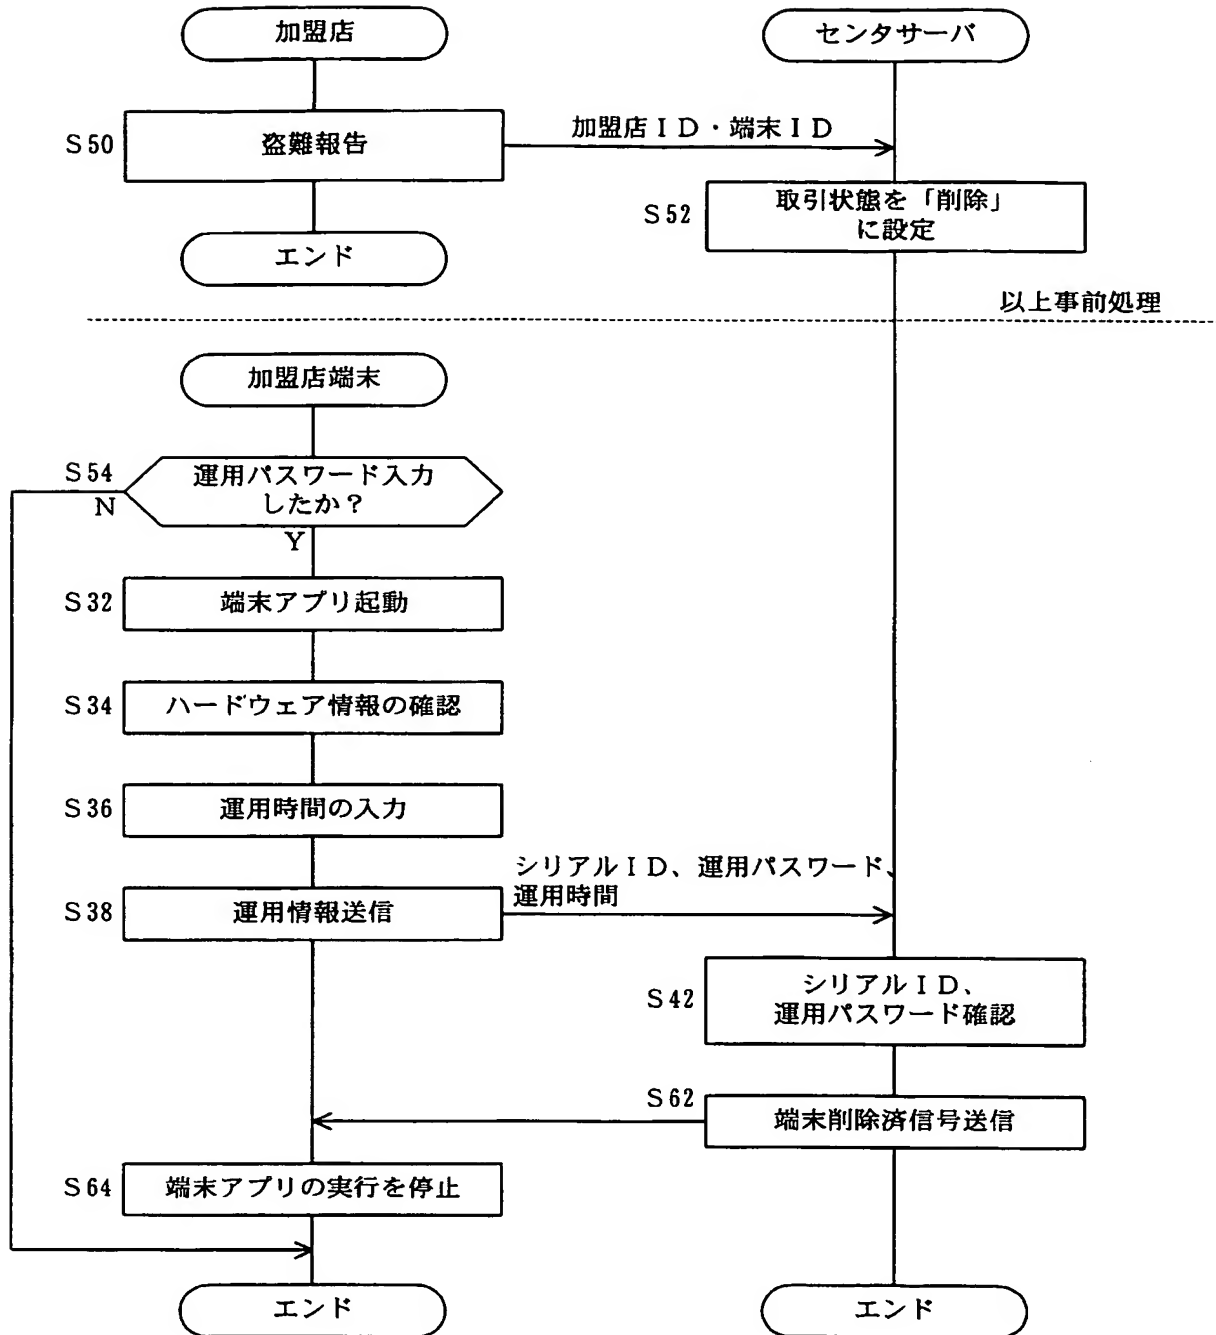 加盟店
センタサーバ
S50
盗難報告
加盟店ID・端末ID
S52
取引状態を「削除」
に設定
エンド
以上事前処理
加盟店端末
S54
運用パスワード入力
したか?
N
Y
S32
端末アプリ起動
S34
ハードウェア情報の確認
S36
運用時間の入力
シリアルID、運用パスワード、
運用時間
S38
運用情報送信
S42
シリアルID、
運用パスワード確認
S62
端末削除済信号送信
S64
端末アプリの実行を停止
エンド
エンド